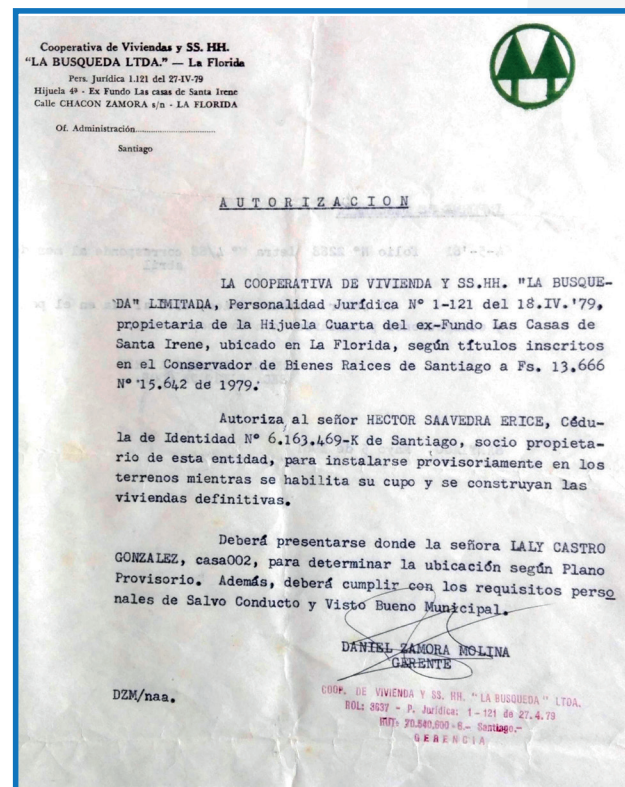 Cooperativa de Viviendas y SS. HH.
"LA BUSQUEDA LTDA." — La Florida
Pers. Jurídica 1.121 del 27-IV-79
Hijuela 4ª - Ex Fundo Las casas de Santa Irene
Calle CHACON ZAMORA s/n - LA FLORIDA
Of. Administración
Santiago
AUTORIZACION
LA COOPERATIVA DE VIVIENDA Y SS.HH. "LA BUSQUE-
DA" LIMITADA, Personalidad Jurídica Nº 1-121 del 18.IV.'79,
propietaria de la Hijuela Cuarta del ex-Fundo Las Casas de
Santa Irene, ubicado en La Florida, según títulos inscritos
en el Conservador de Bienes Raices de Santiago a Fs. 13.666
Nº 15.642 de 1979.
Autoriza al señor HECTOR SAAVEDRA ERICE, Cédu-
la de Identidad Nº 6.163.469-K de Santiago, socio propieta-
rio de esta entidad, para instalarse provisoriamente en los
terrenos mientras se habilita su cupo y se construyan las
viviendas definitivas.
Deberá presentarse donde la señora LALY CASTRO
GONZALEZ, casa002, para determinar la ubicación según Plano
Provisorio. Además, deberá cumplir con los requisitos perso
nales de Salvo Conducto y Visto Bueno Municipal.
DANIEL ZAMORA MOLINA
GERENTE
DZM/naa.
COOP. DE VIVIENDA Y SS. HH. "LA BUSQUEDA" LTDA.
ROL: 3637 - P. Jurídica: 1-121 de 27.4.79
RUT: - Santiago.-
GERENCIA